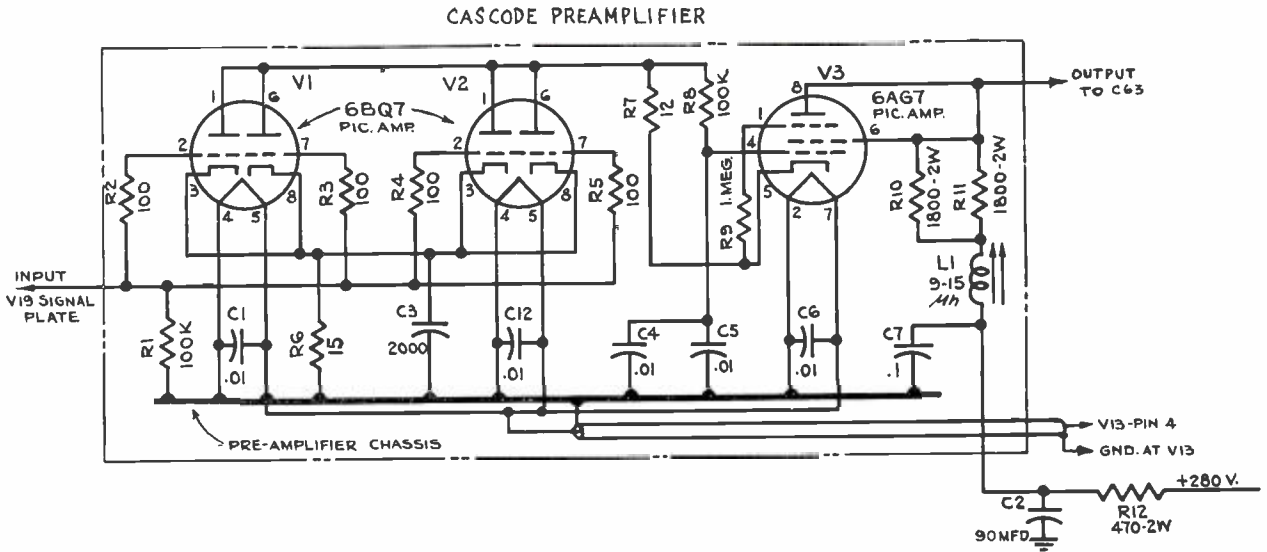 CASCODE PREAMPLIFIER
V1
V2
V3
1
6
1
6
8
6BQ7
PIC. AMP.
R7
12
R8
100K
6AG7
PIC. AMP.
OUTPUT
TO C63
2
7
2
7
1
4
6
R2
100
3
4
5
8
R3
100
R4
100
3
4
5
8
R5
100
R9 1.MEG.
5
2
7
R10
1800-2W
R11
1800-2W
INPUT
V19 SIGNAL
PLATE
L1
9-15
μh
R1
100K
C1
.01
R6
15
C3
2000
C12
.01
C4
.01
C5
.01
C6
.01
C7
.1
PRE-AMPLIFIER CHASSIS
V13-PIN 4
GND. AT V13
+280 V.
C2
90MFD
R12
470-2W